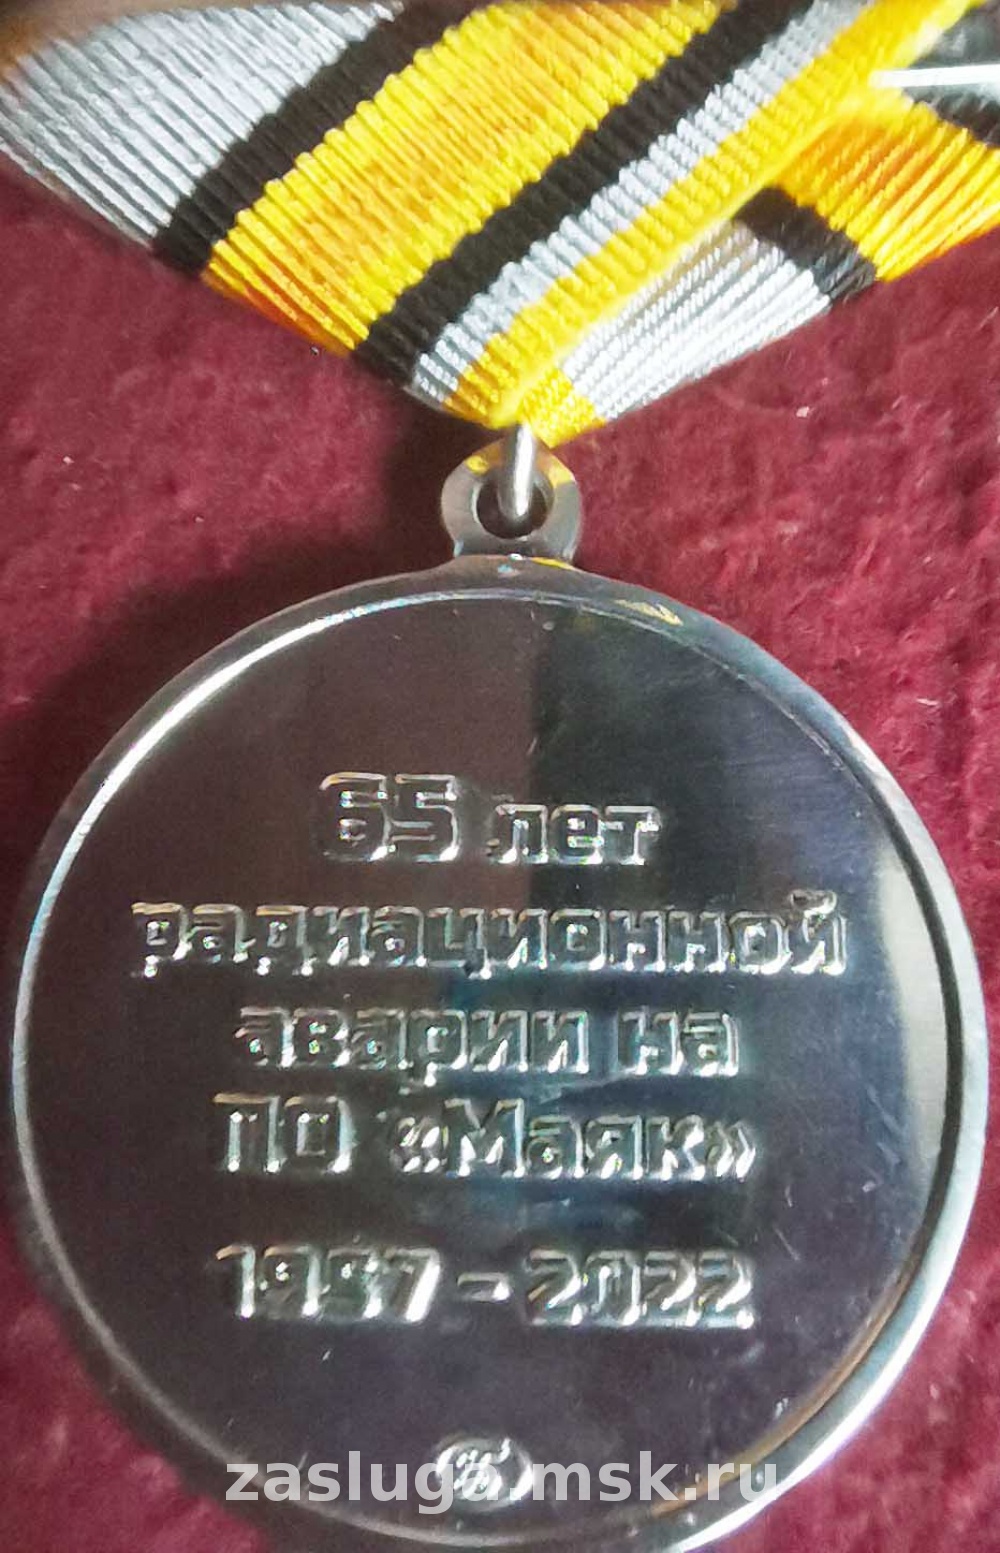 65 лет
радиационной
аварии на
ПО «Маяк»
1957-2022
zasluga.msk.ru